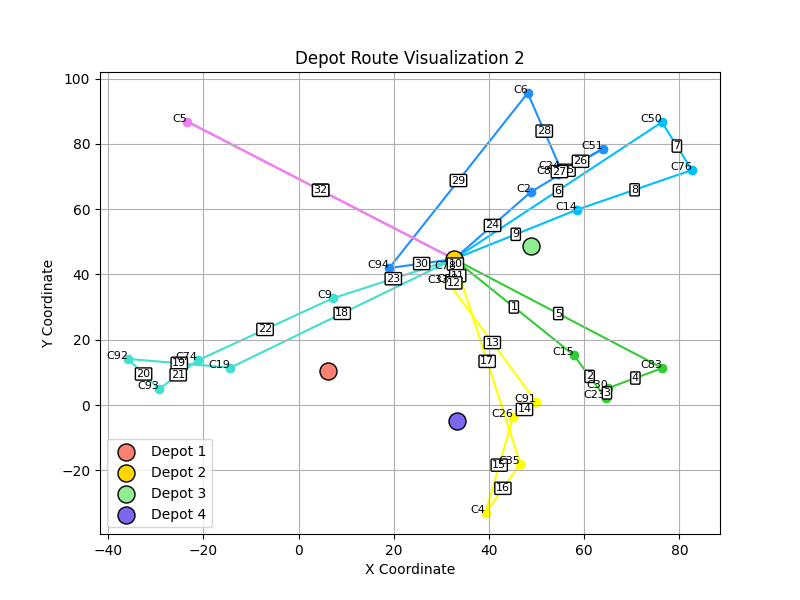 Depot Route Visualization 2
100
80
60
40
20
0
−20
−40
−20
0
20
40
60
80
Y Coordinate
X Coordinate
C5
C6
C50
28
7
C51
26
C24
27
C76
29
32
C2
6
8
24
C14
9
C94
30
10
23
12
C9
18
1
5
22
13
C92
19
C74
C19
17
C15
C83
20
21
2
4
C93
C30
3
C23
C91
14
C26
15
C35
16
C4
Depot 1
Depot 2
Depot 3
Depot 4